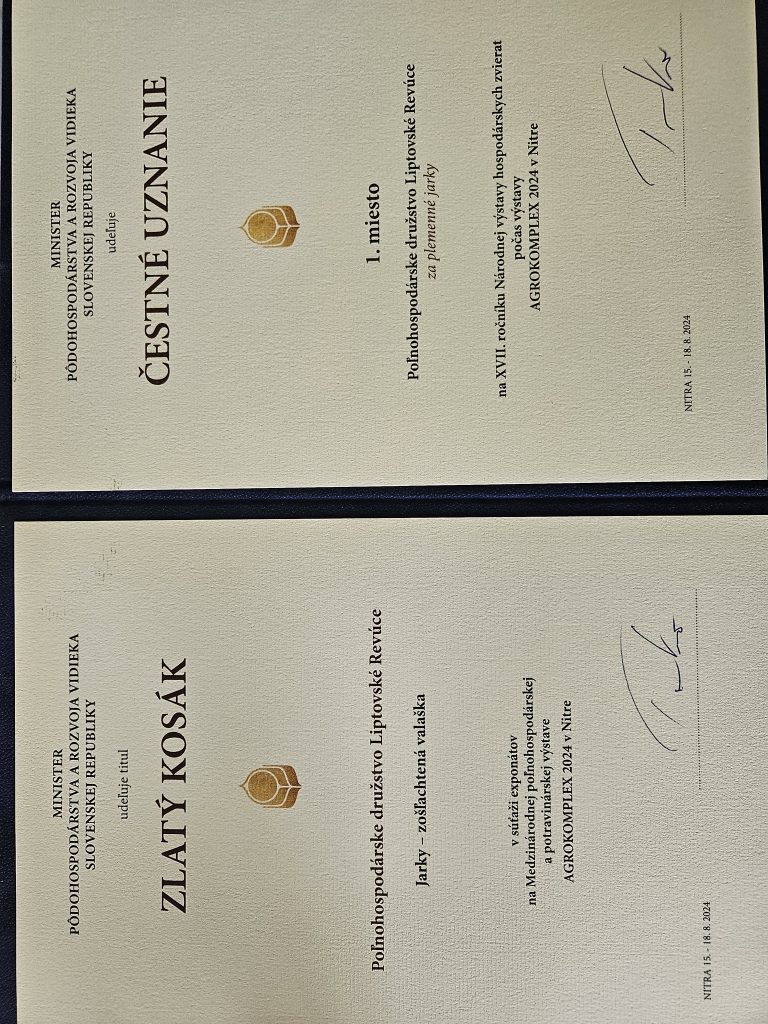 MINISTER
PÔDOHOSPODÁRSTVA A ROZVOJA VIDIEKA
SLOVENSKEJ REPUBLIKY
udeľuje titul
ZLATÝ KOSÁK
Poľnohospodárske družstvo Liptovské Revúce
Jarky – zošľachtená valaška
v súťaži exponátov
na Medzinárodnej poľnohospodárskej
a potravinárskej výstave
AGROKOMPLEX 2024 v Nitre
NITRA 15. - 18. 8. 2024
MINISTER
PÔDOHOSPODÁRSTVA A ROZVOJA VIDIEKA
SLOVENSKEJ REPUBLIKY
udeľuje
ČESTNÉ UZNANIE
1. miesto
Poľnohospodárske družstvo Liptovské Revúce
za plemenné jarky
na XVII. ročníku Národnej výstavy hospodárskych zvierat
počas výstavy
AGROKOMPLEX 2024 v Nitre
NITRA 15. - 18. 8. 2024